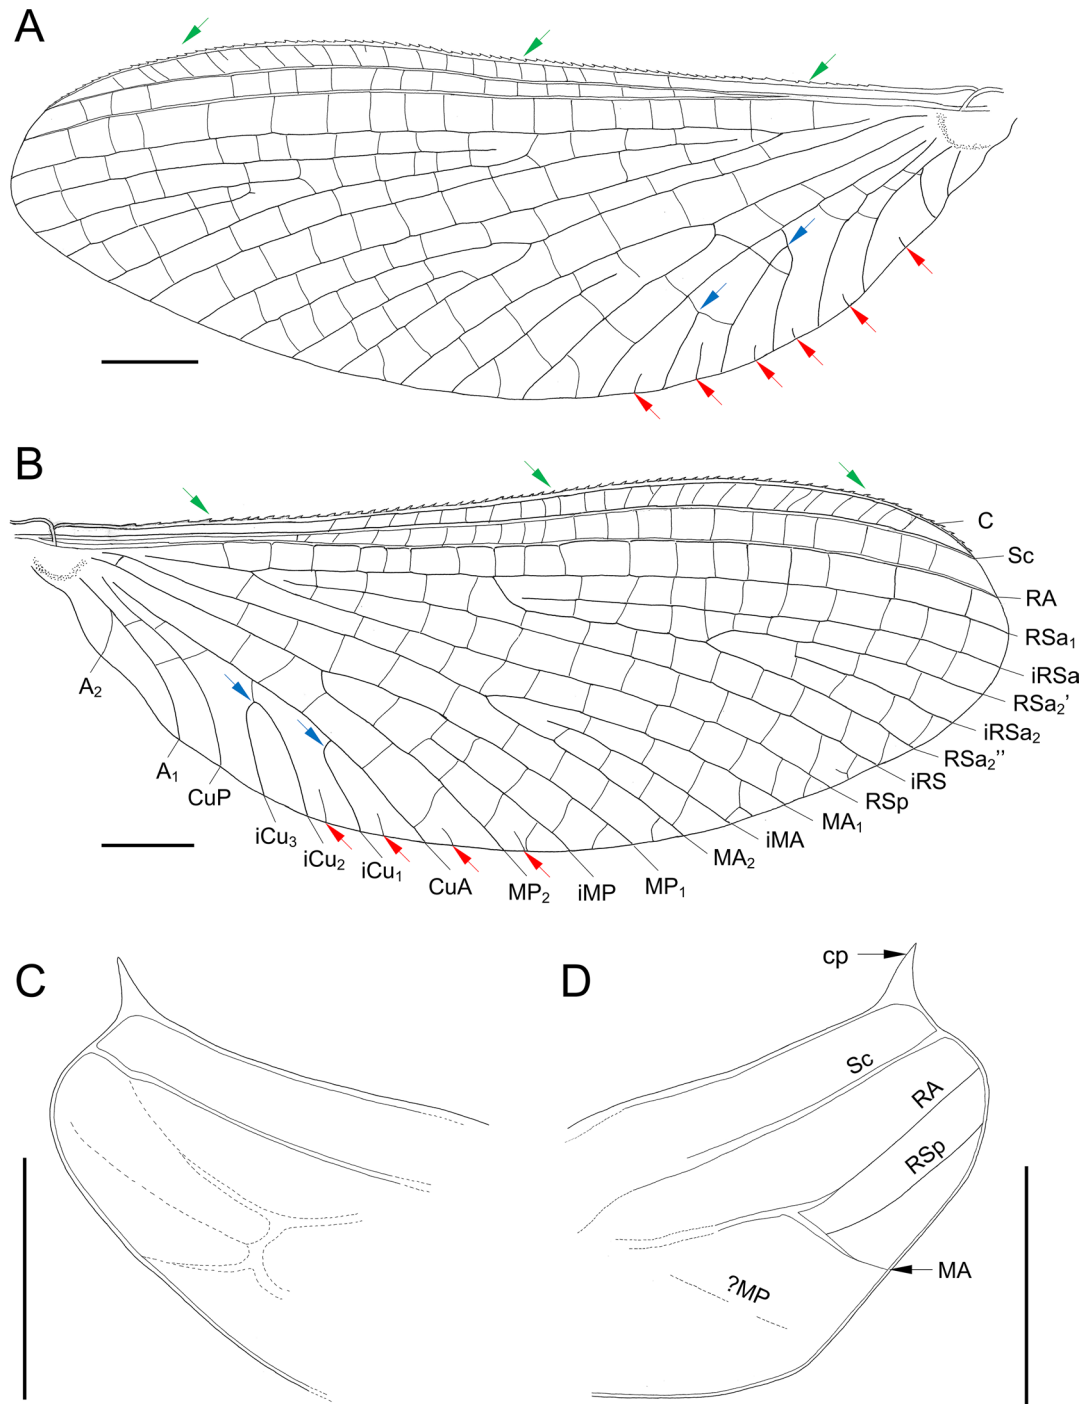 A
B
C
Sc
RA
RSa₁
iRSa
RSa₂’
iRSa₂
RSa₂’’
iRS
RSp
MA₁
iMA
MA₂
MP₁
iMP
MP₂
CuA
iCu₁
iCu₂
iCu₃
CuP
A₁
A₂
C
D
cp
Sc
RA
RSp
MA
?MP